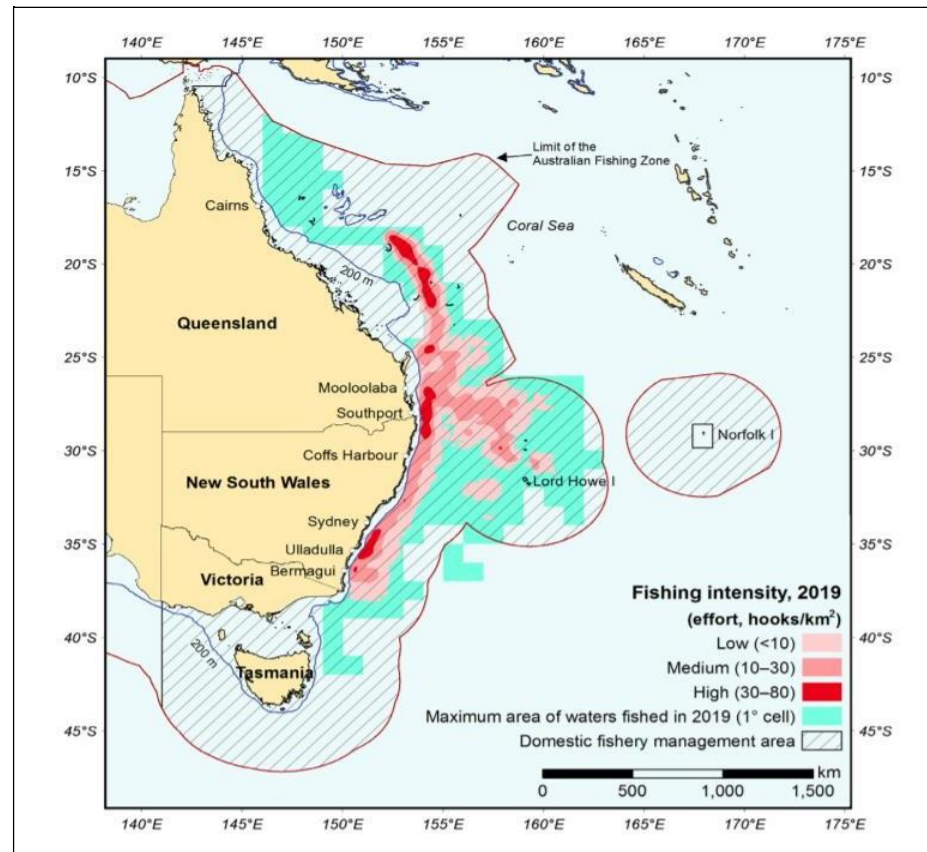 140°E 145°E 150°E 155°E 160°E 165°E 170°E 175°E
10°S 10°S
Limit of the
Australian Fishing Zone
15°S 15°S
Cairns
Coral Sea
20°S 20°S
200 m
Queensland
25°S 25°S
Mooloolaba
Southport
Norfolk I
30°S 30°S
Coffs Harbour
New South Wales
Lord Howe I
Sydney
35°S 35°S
Ulladulla
Bermagui
Victoria
Fishing intensity, 2019
(effort, hooks/km²)
Low (<10)
40°S 40°S
200 m
Tasmania
Medium (10–30)
High (30–80)
Maximum area of waters fished in 2019 (1° cell)
45°S 45°S
Domestic fishery management area
km
0 500 1,000 1,500
140°E 145°E 150°E 155°E 160°E 165°E 170°E 175°E